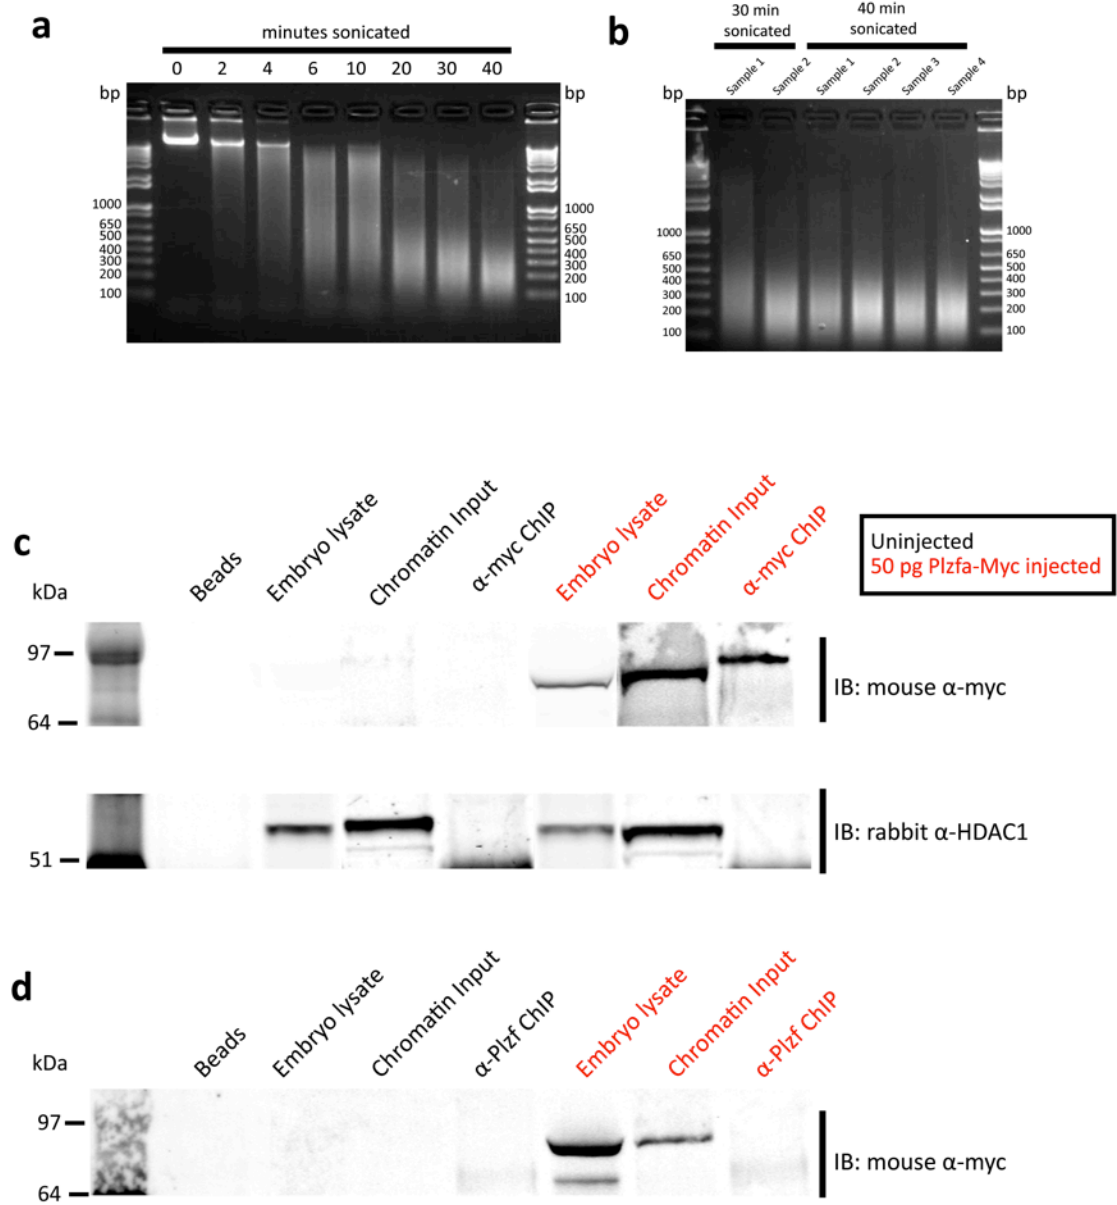 a
minutes sonicated
0 2 4 6 10 20 30 40
bp bp
1000
650
500
400
300
200
100
1000
650
500
400
300
200
100
b
30 min
sonicated
40 min
sonicated
Sample 1 Sample 2 Sample 1 Sample 2 Sample 3 Sample 4
bp bp
1000
650
500
400
300
200
100
1000
650
500
400
300
200
100
c
Beads
Embryo lysate
Chromatin Input
α-myc ChIP
Embryo lysate
Chromatin Input
α-myc ChIP
Uninjected
50 pg Plzfa-Myc injected
kDa
97
64
IB: mouse α-myc
51
IB: rabbit α-HDAC1
d
Beads
Embryo lysate
Chromatin Input
α-Plzf ChIP
Embryo lysate
Chromatin Input
α-Plzf ChIP
kDa
97
64
IB: mouse α-myc